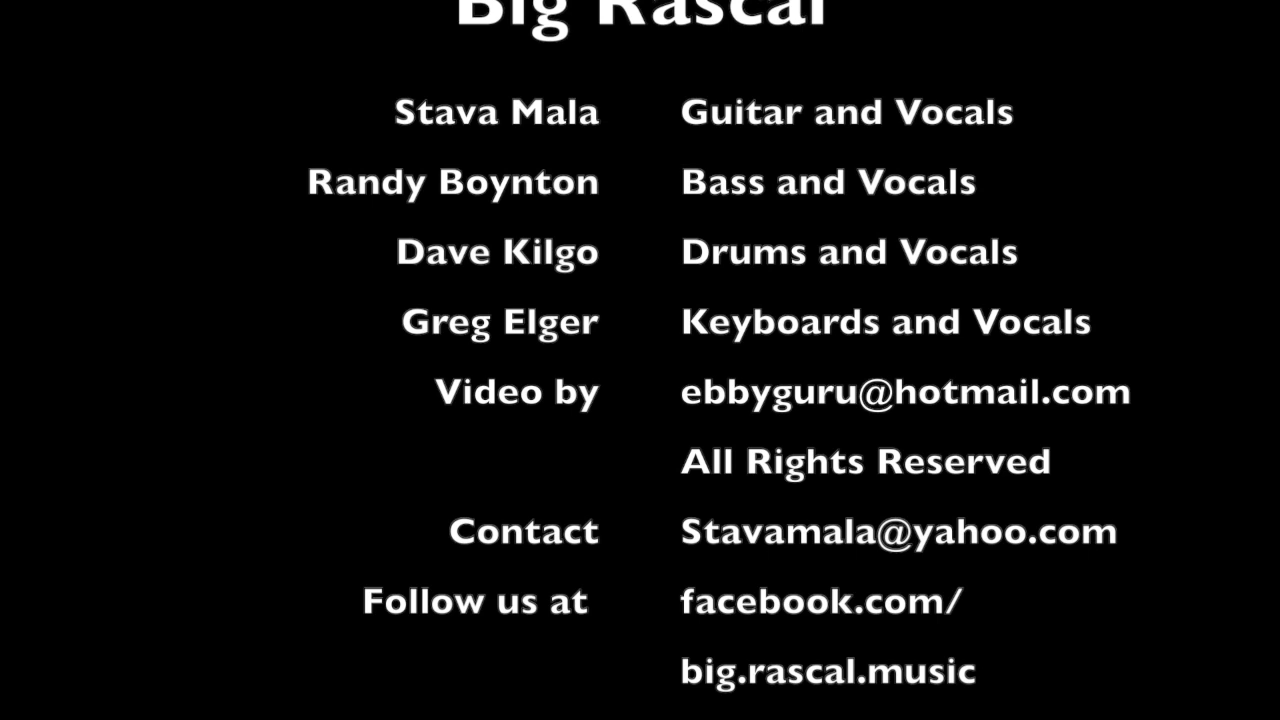 Big Rascal
Stava Mala Guitar and Vocals
Randy Boynton Bass and Vocals
Dave Kilgo Drums and Vocals
Greg Elger Keyboards and Vocals
Video by ebbyguru@hotmail.com
All Rights Reserved
Contact Stavamala@yahoo.com
Follow us at facebook.com/
big.rascal.music